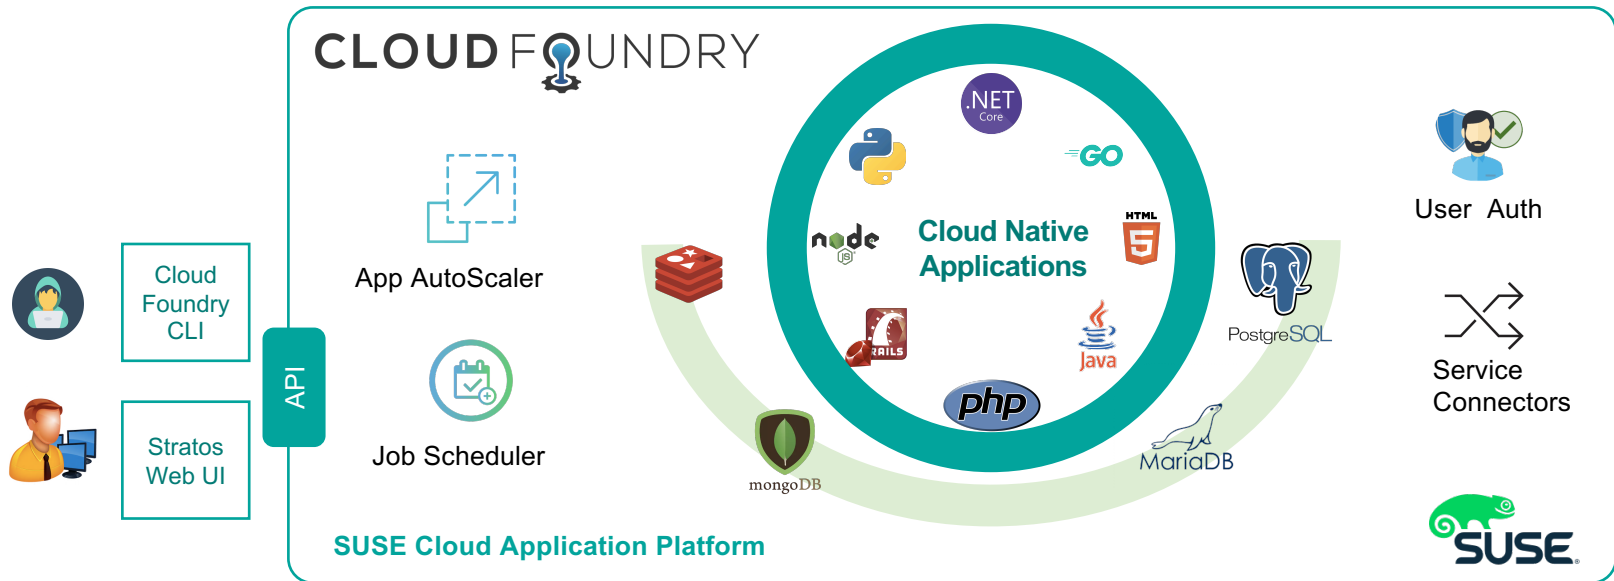 CLOUD FOUNDRY
.NET
Core
GO
User Auth
node
JS
Cloud Native
Applications
HTML
5
Cloud
Foundry
CLI
App AutoScaler
PostgreSQL
RAILS
Java
API
Service
Connectors
php
Stratos
Web UI
Job Scheduler
mongoDB
MariaDB
SUSE Cloud Application Platform
SUSE.